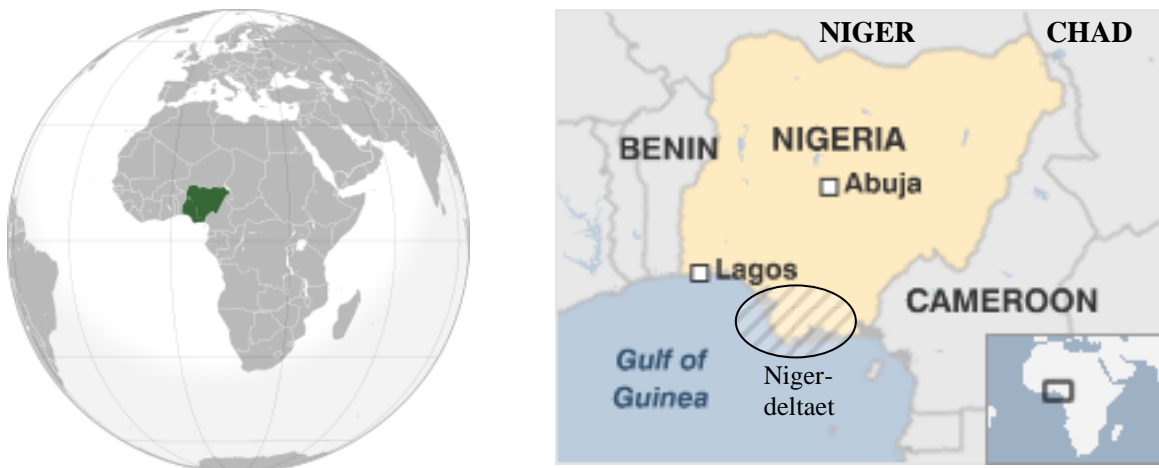 NIGER CHAD
BENIN
NIGERIA
Abuja
Lagos
CAMEROON
Gulf of
Guinea
Niger-
deltaet